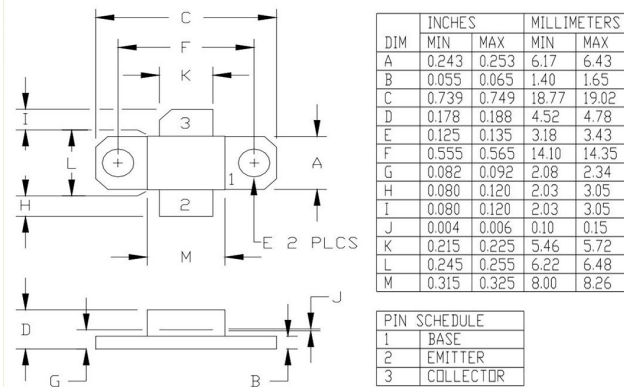 C
F
K
I
3
L
A
1
H
2
E 2 PLCS
M
J
D
G
B
INCHES MILLIMETERS
DIM MIN MAX MIN MAX
A 0.243 0.253 6.17 6.43
B 0.055 0.065 1.40 1.65
C 0.739 0.749 18.77 19.02
D 0.178 0.188 4.52 4.78
E 0.125 0.135 3.18 3.43
F 0.555 0.565 14.10 14.35
G 0.082 0.092 2.08 2.34
H 0.080 0.120 2.03 3.05
I 0.080 0.120 2.03 3.05
J 0.004 0.006 0.10 0.15
K 0.215 0.225 5.46 5.72
L 0.245 0.255 6.22 6.48
M 0.315 0.325 8.00 8.26
PIN SCHEDULE
1 BASE
2 EMITTER
3 COLLECTOR